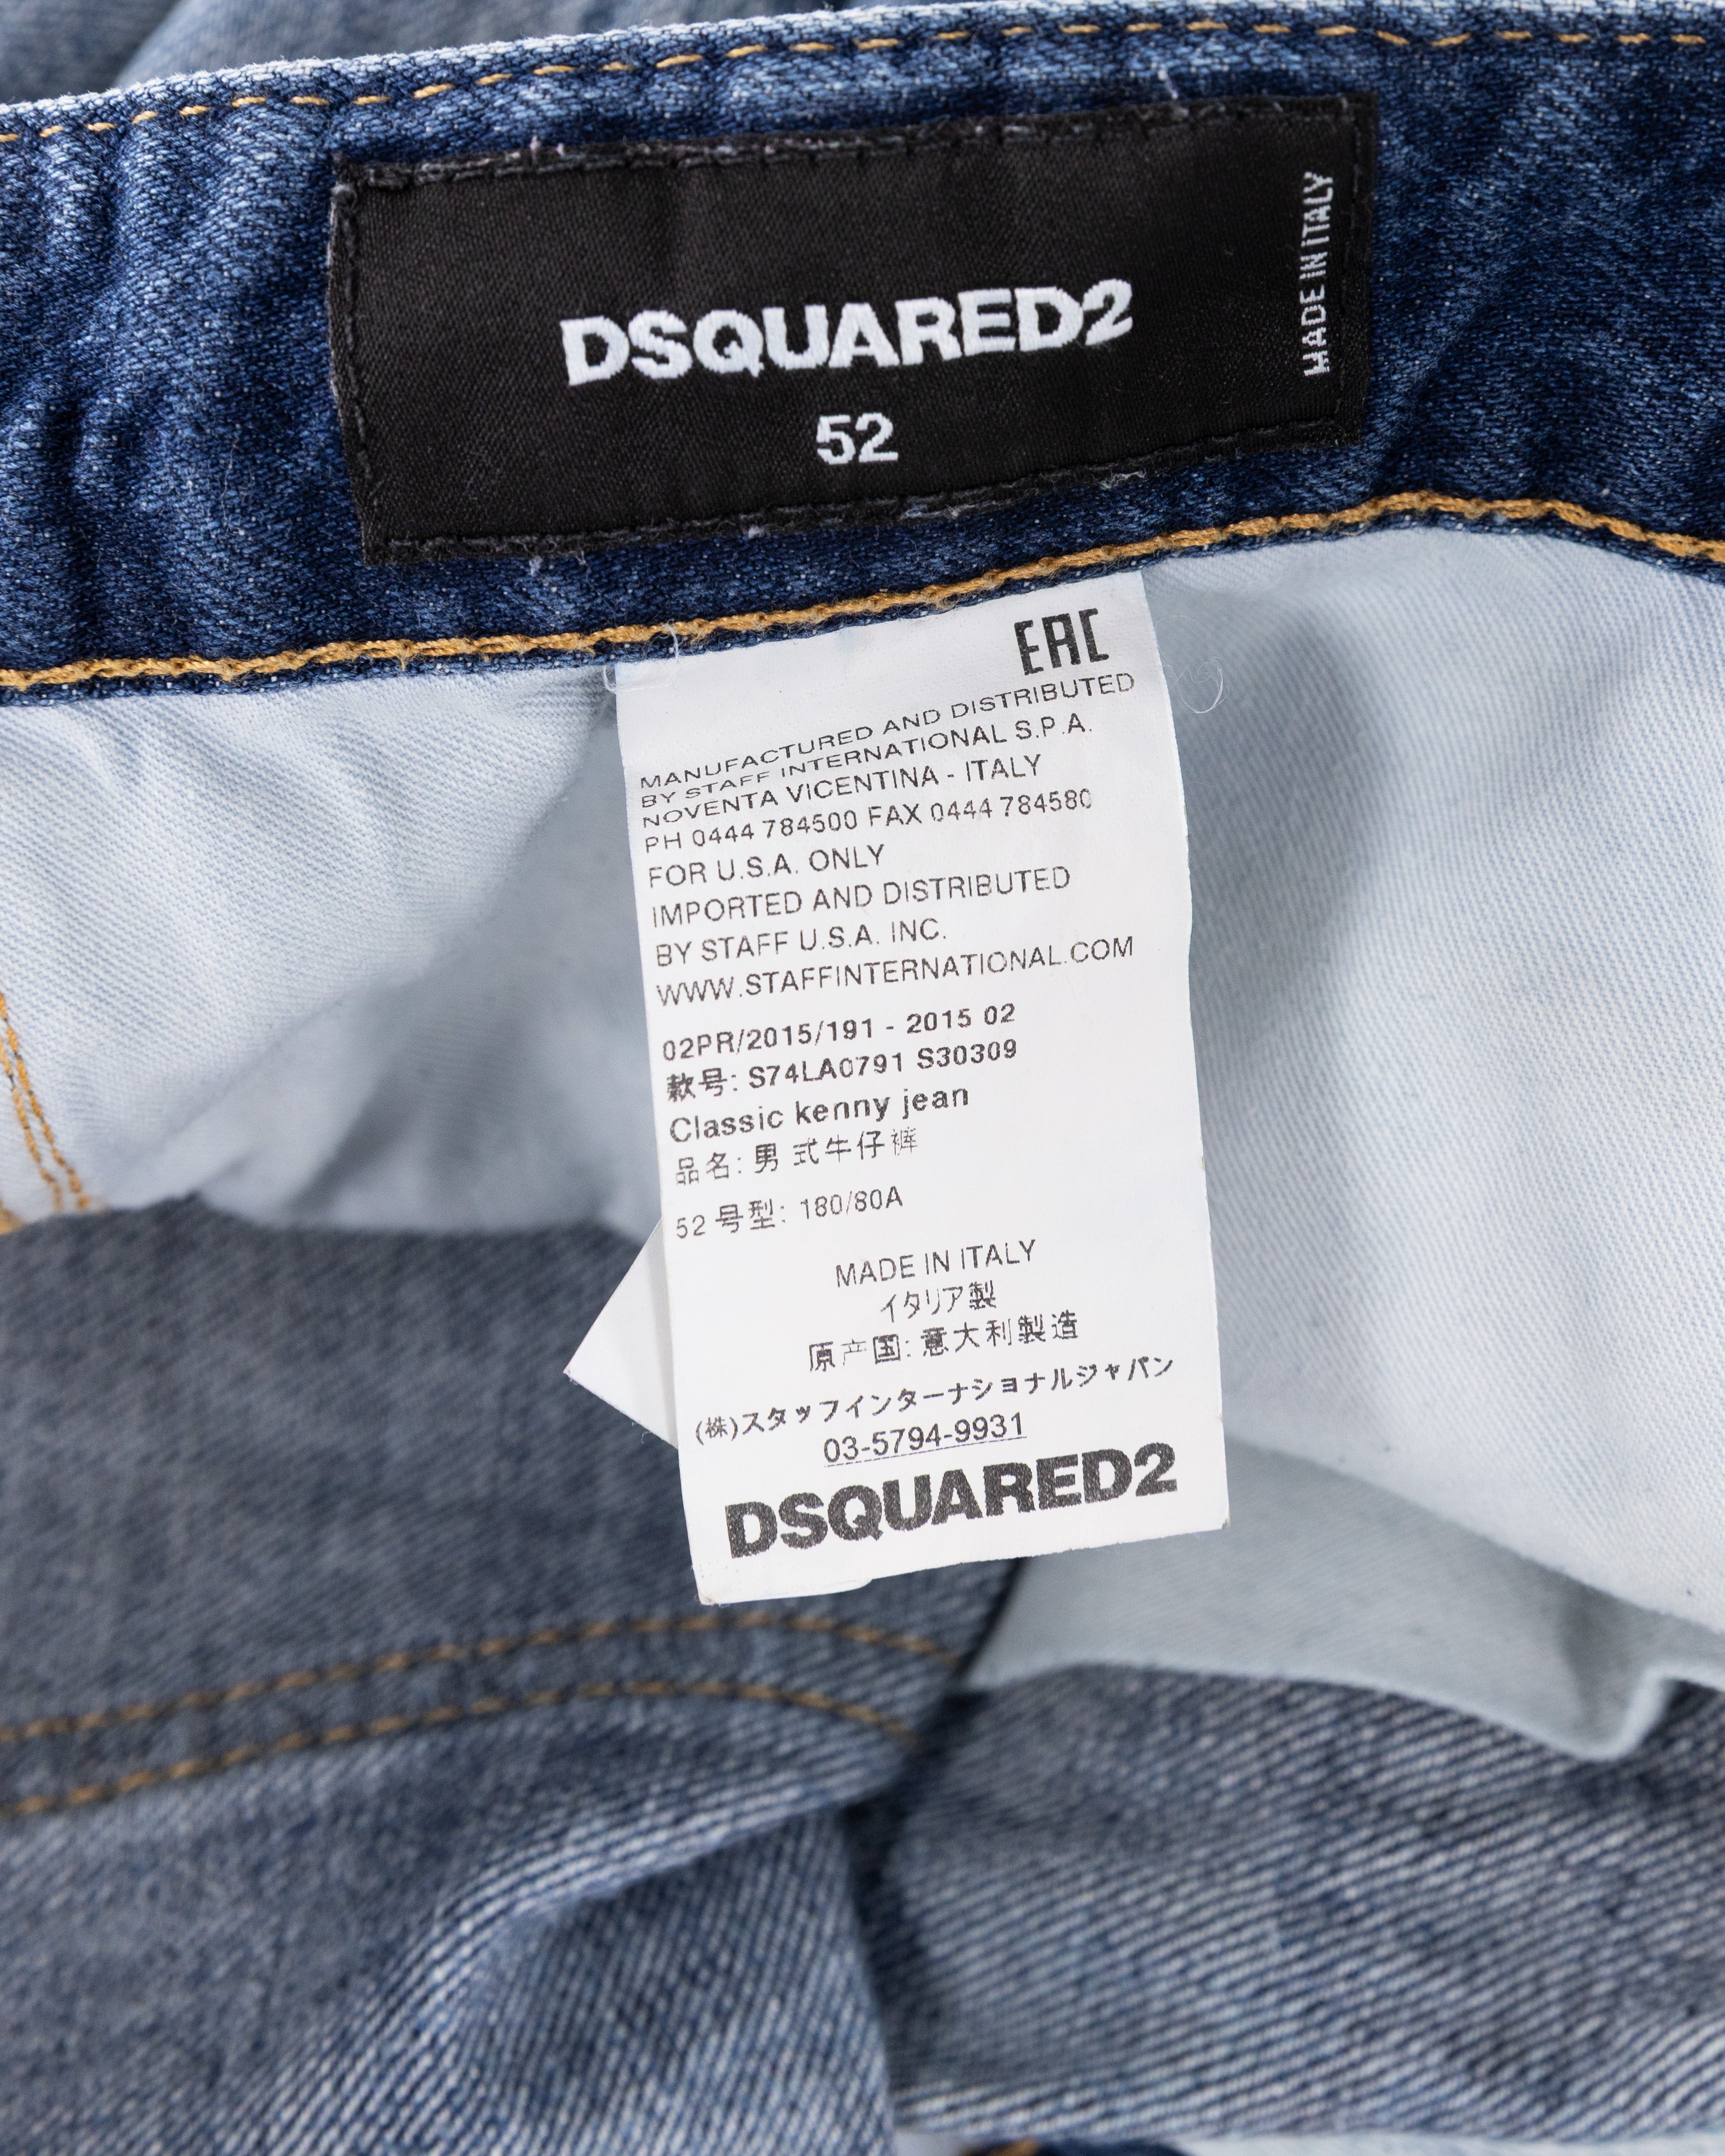 DSQUARED2
52
MADE IN ITALY
EAC
MANUFACTURED AND DISTRIBUTED
BY STAFF INTERNATIONAL S.P.A.
NOVENTA VICENTINA - ITALY
PH 0444 784500 FAX 0444 784580
FOR U.S.A. ONLY
IMPORTED AND DISTRIBUTED
BY STAFF U.S.A. INC.
WWW.STAFFINTERNATIONAL.COM
02PR/2015/191 - 2015 02
款号: S74LA0791 S30309
Classic kenny jean
品名: 男式牛仔裤
52 号型: 180/80A
MADE IN ITALY
イタリア製
原产国: 意大利製造
(株)スタッフインターナショナルジャパン
03-5794-9931
DSQUARED2